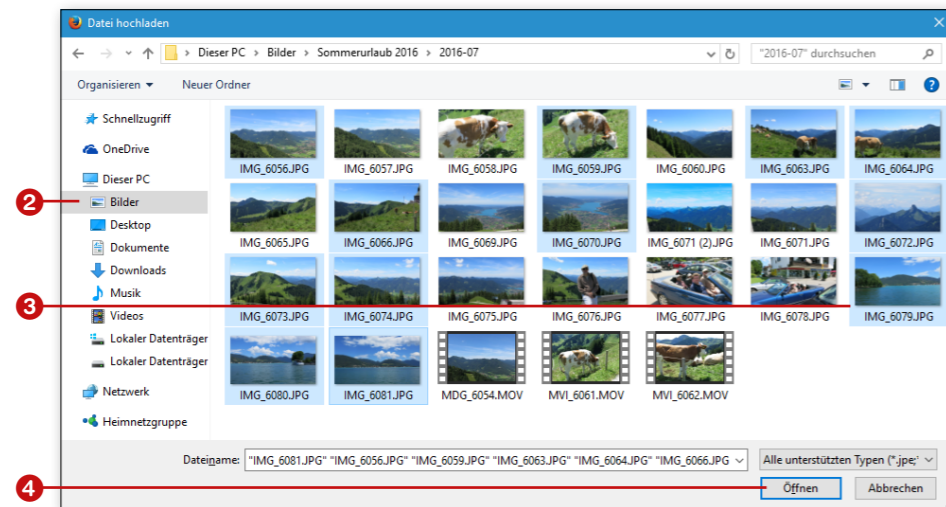 Datei hochladen
Dieser PC > Bilder > Sommerurlaub 2016 > 2016-07
"2016-07" durchsuchen
Organisieren
Neuer Ordner
Schnellzugriff
OneDrive
Dieser PC
2
Bilder
Desktop
Dokumente
Downloads
Musik
3
Videos
Lokaler Datenträger
Lokaler Datenträger
Netzwerk
Heimnetzgruppe
IMG_6056.JPG IMG_6057.JPG IMG_6058.JPG IMG_6059.JPG IMG_6060.JPG IMG_6063.JPG IMG_6064.JPG
IMG_6065.JPG IMG_6066.JPG IMG_6069.JPG IMG_6070.JPG IMG_6071 (2).JPG IMG_6071.JPG IMG_6072.JPG
IMG_6073.JPG IMG_6074.JPG IMG_6075.JPG IMG_6076.JPG IMG_6077.JPG IMG_6078.JPG IMG_6079.JPG
IMG_6080.JPG IMG_6081.JPG MDG_6054.MOV MVI_6061.MOV MVI_6062.MOV
Dateiname: "IMG_6081.JPG" "IMG_6056.JPG" "IMG_6059.JPG" "IMG_6063.JPG" "IMG_6064.JPG" "IMG_6066.JPG
Alle unterstützten Typen (*.jpe;*
4
Öffnen
Abbrechen